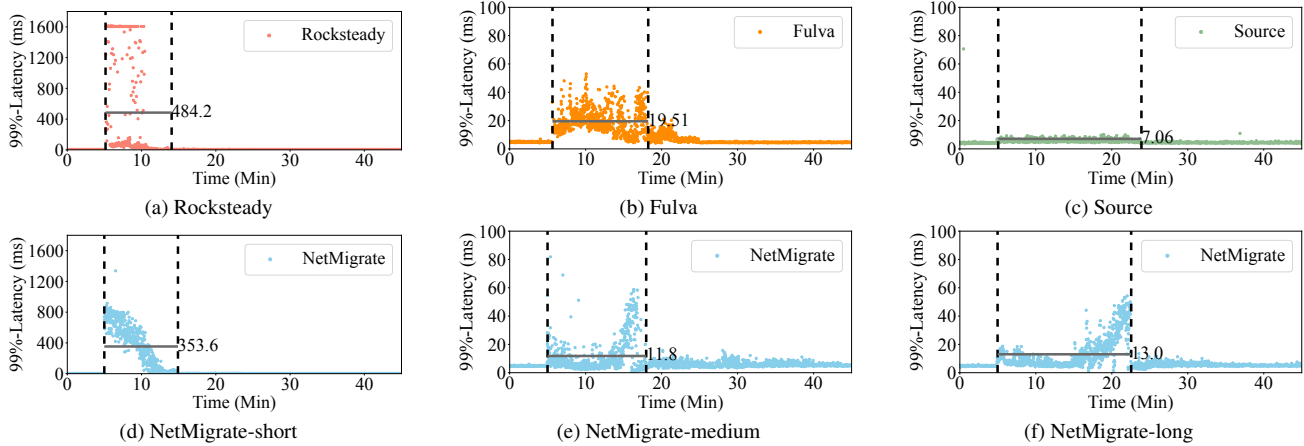 99%-Latency (ms)
1600
1200
800
400
0
Rocksteady
484.2
0 10 20 30 40
Time (Min)
(a) Rocksteady
99%-Latency (ms)
100
80
60
40
20
0
Fulva
19.51
0 10 20 30 40
Time (Min)
(b) Fulva
99%-Latency (ms)
100
80
60
40
20
0
Source
7.06
0 10 20 30 40
Time (Min)
(c) Source
99%-Latency (ms)
1600
1200
800
400
0
NetMigrate
353.6
0 10 20 30 40
Time (Min)
(d) NetMigrate-short
99%-Latency (ms)
100
80
60
40
20
0
NetMigrate
11.8
0 10 20 30 40
Time (Min)
(e) NetMigrate-medium
99%-Latency (ms)
100
80
60
40
20
0
NetMigrate
13.0
0 10 20 30 40
Time (Min)
(f) NetMigrate-long